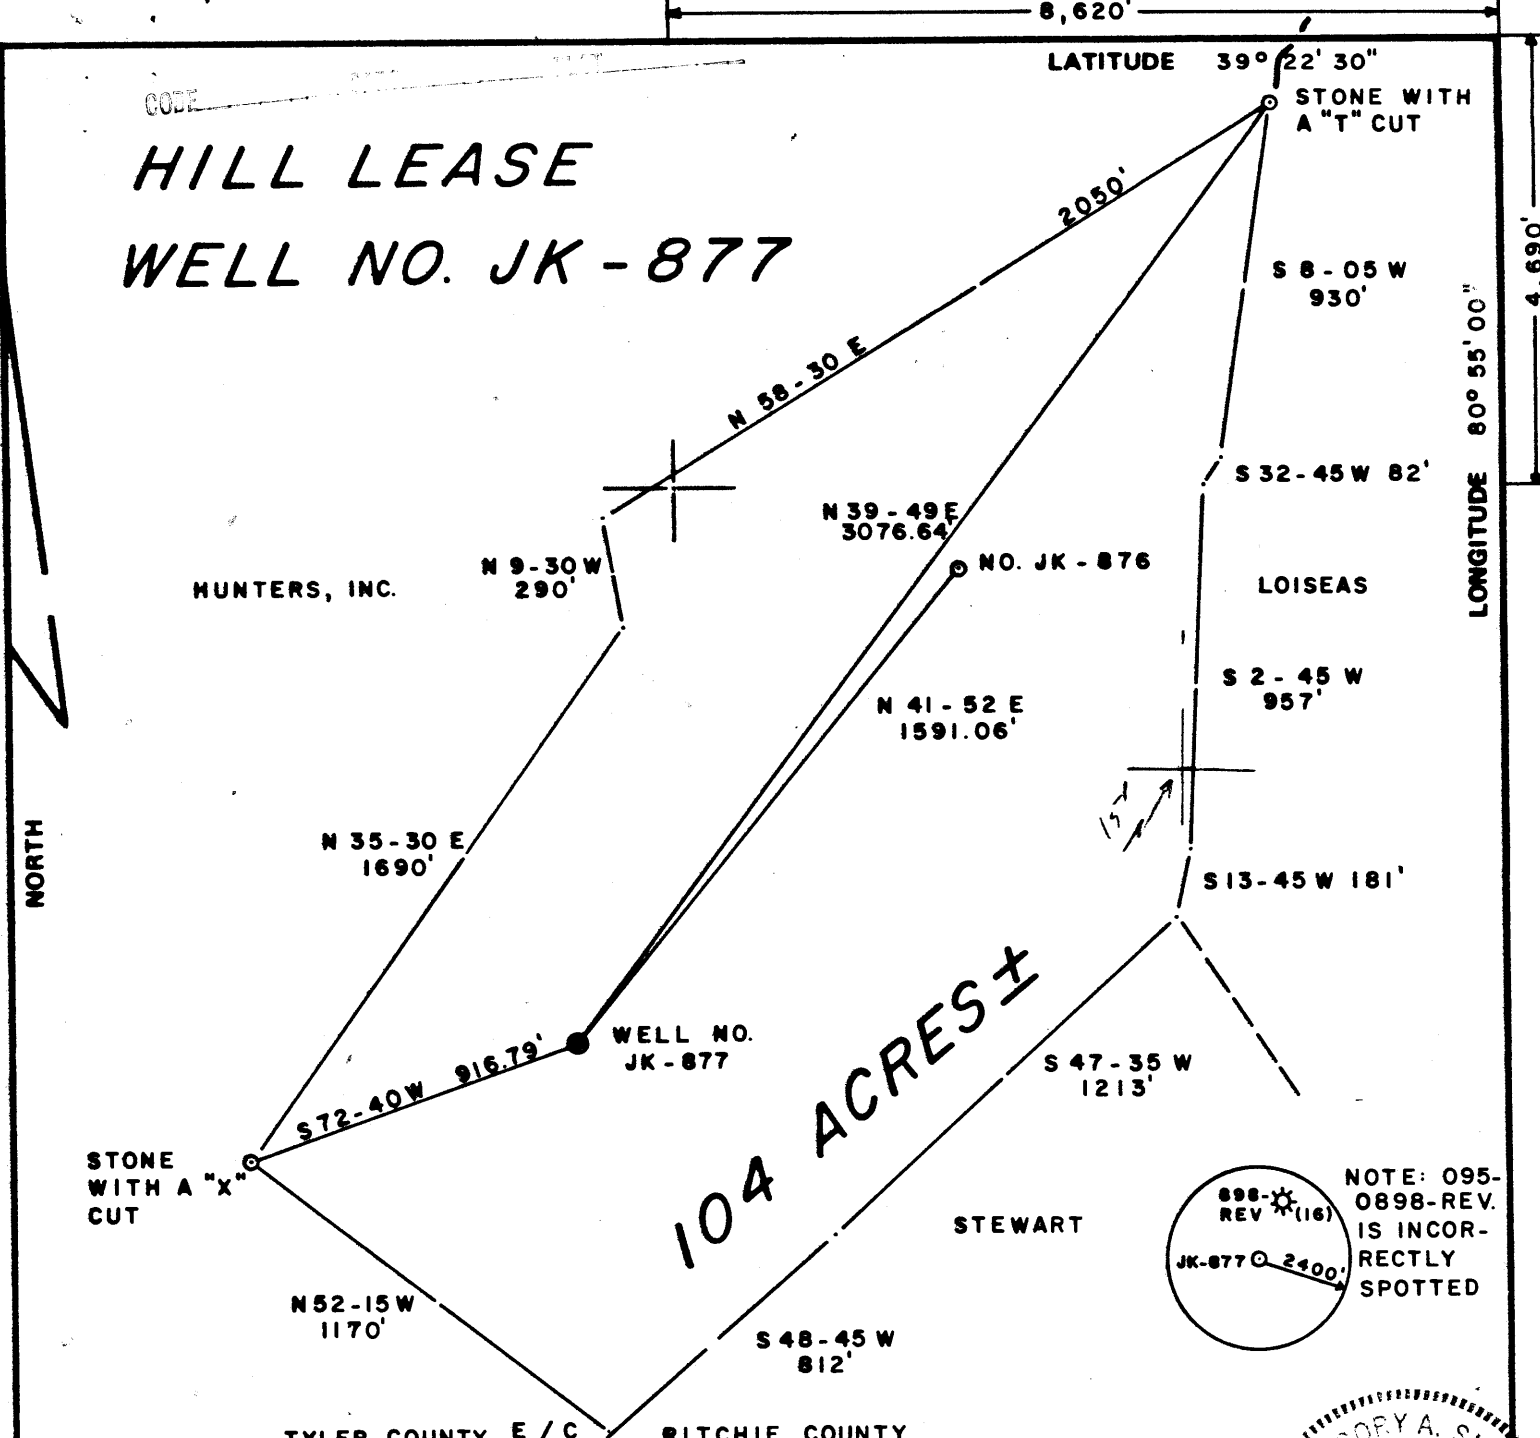 8,620'
LATITUDE 39° 22' 30"
CODE
STONE WITH
A "T" CUT
HILL LEASE
WELL NO. JK-877
2050'
4,690'
S 8-05 W
930'
LONGITUDE 80° 55' 00"
N 58-30 E
S 32-45 W 82'
N 39-49 E
3076.64'
N 9-30 W
290'
NO. JK-876
HUNTERS, INC.
LOISEAS
S 2-45 W
957'
N 41-52 E
1591.06'
N 35-30 E
1690'
NORTH
S 13-45 W 181'
WELL NO.
JK-877
S 72-40 W 916.79'
104 ACRES ±
S 47-35 W
1213'
STONE
WITH A "X"
CUT
STEWART
898-
REV (16)
JK-877 2400'
NOTE: 095-
0898-REV.
IS INCOR-
RECTLY
SPOTTED
N 52-15 W
1170'
S 48-45 W
812'
TYLER COUNTY E/C RITCHIE COUNTY